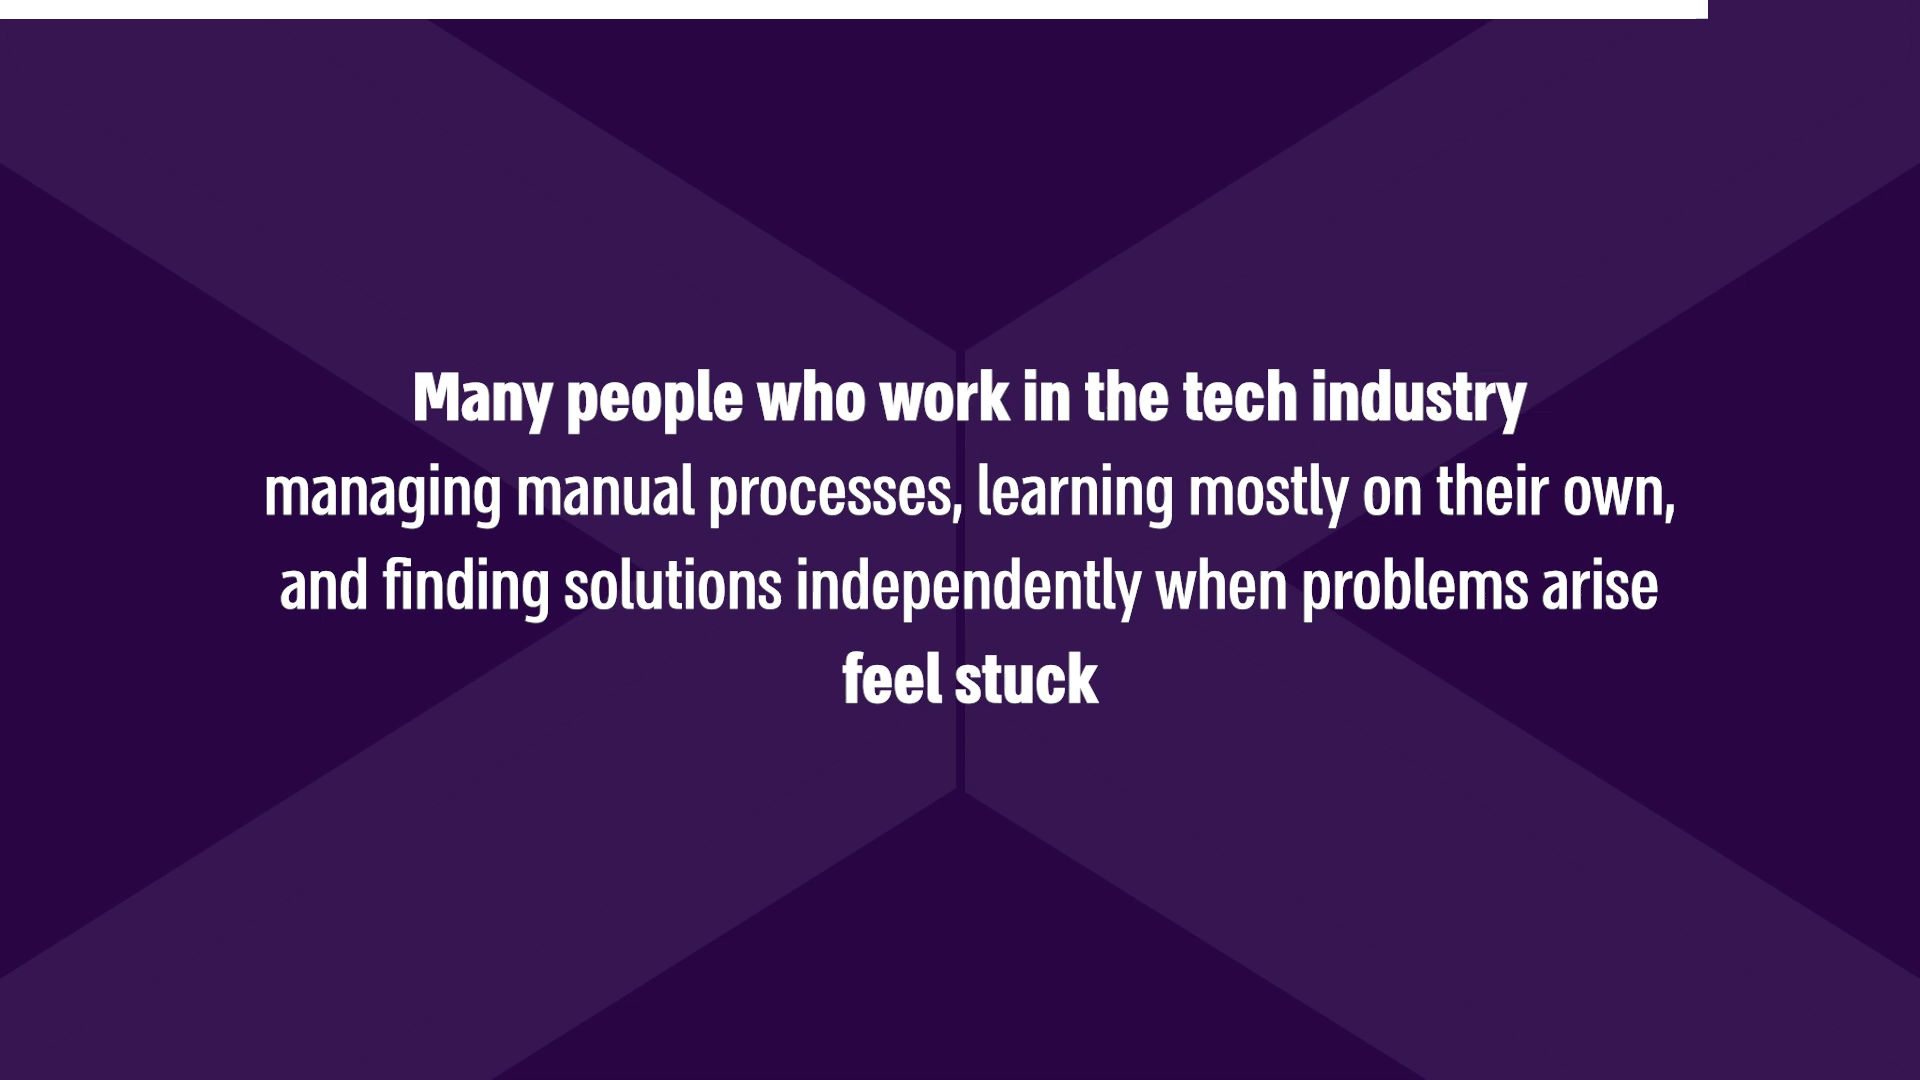 Many people who work in the tech industry
managing manual processes, learning mostly on their own,
and finding solutions independently when problems arise
feel stuck